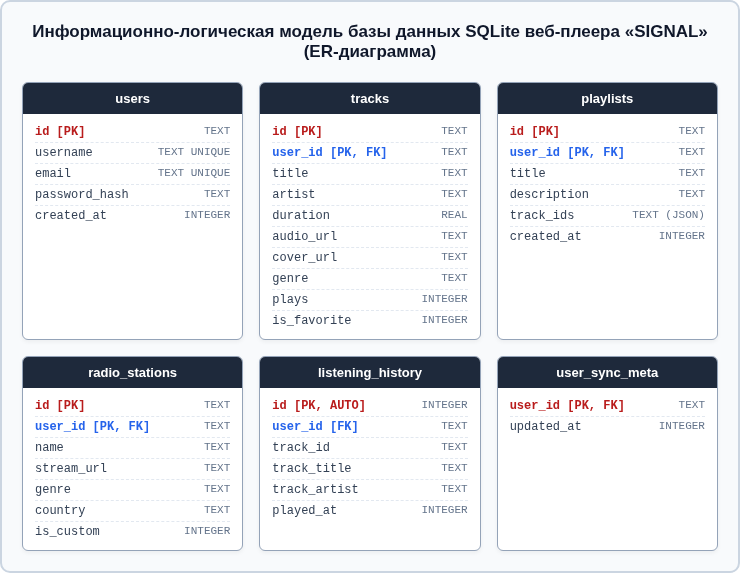 Информационно-логическая модель базы данных SQLite веб-плеера «SIGNAL»
(ER-диаграмма)
users
id [PK] TEXT
username TEXT UNIQUE
email TEXT UNIQUE
password_hash TEXT
created_at INTEGER
tracks
id [PK] TEXT
user_id [PK, FK] TEXT
title TEXT
artist TEXT
duration REAL
audio_url TEXT
cover_url TEXT
genre TEXT
plays INTEGER
is_favorite INTEGER
playlists
id [PK] TEXT
user_id [PK, FK] TEXT
title TEXT
description TEXT
track_ids TEXT (JSON)
created_at INTEGER
radio_stations
id [PK] TEXT
user_id [PK, FK] TEXT
name TEXT
stream_url TEXT
genre TEXT
country TEXT
is_custom INTEGER
listening_history
id [PK, AUTO] INTEGER
user_id [FK] TEXT
track_id TEXT
track_title TEXT
track_artist TEXT
played_at INTEGER
user_sync_meta
user_id [PK, FK] TEXT
updated_at INTEGER